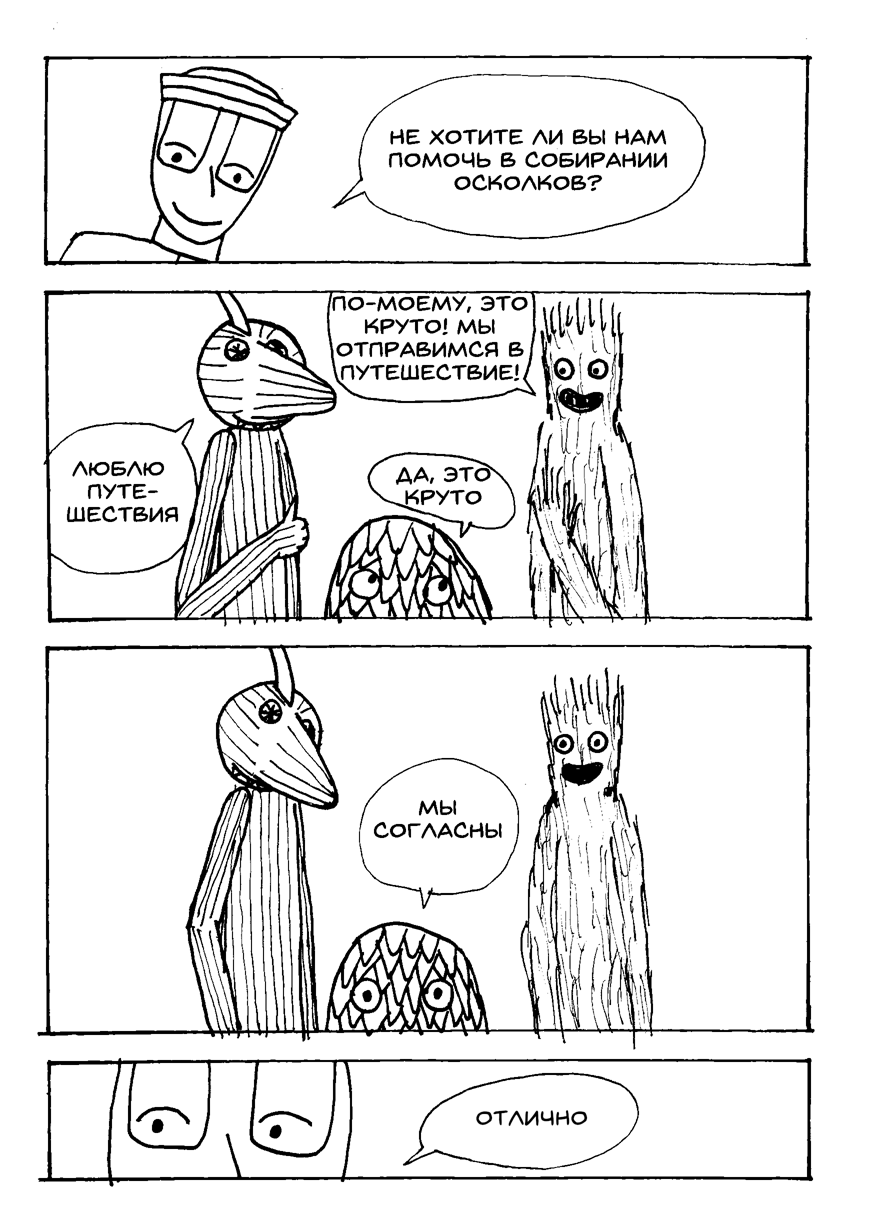 НЕ ХОТИТЕ ЛИ ВЫ НАМ
ПОМОЧЬ В СОБИРАНИИ
ОСКОЛКОВ?
ПО-МОЕМУ, ЭТО
КРУТО! МЫ
ОТПРАВИМСЯ В
ПУТЕШЕСТВИЕ!
ЛЮБЛЮ
ПУТЕ-
ШЕСТВИЯ
ДА, ЭТО
КРУТО
МЫ
СОГЛАСНЫ
ОТЛИЧНО